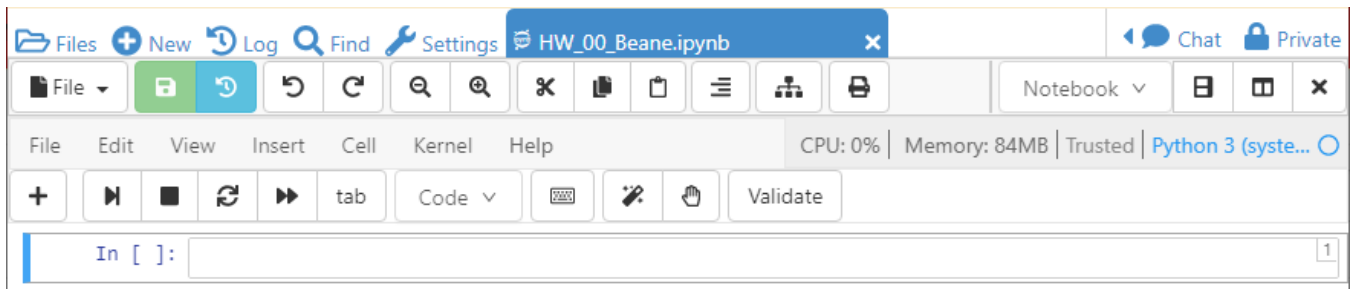 Files New Log Find Settings HW_00_Beane.ipynb Chat Private
File Notebook
File Edit View Insert Cell Kernel Help CPU: 0% Memory: 84MB Trusted Python 3 (syste...
tab Code Validate
In [ ]: 1